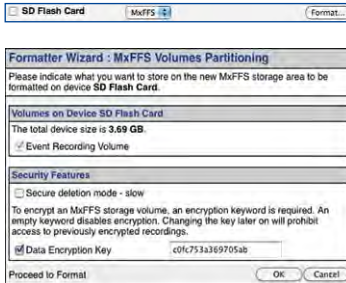 SD Flash Card MxFFS Format...
Formatter Wizard : MxFFS Volumes Partitioning
Please indicate what you want to store on the new MxFFS storage area to be
formatted on device SD Flash Card.
Volumes on Device SD Flash Card
The total device size is 3.69 GB.
Event Recording Volume
Security Features
Secure deletion mode - slow
To encrypt an MxFFS storage volume, an encryption keyword is required. An
empty keyword disables encryption. Changing the key later on will prohibit
access to previously encrypted recordings.
Data Encryption Key c0fc753a369705ab
Proceed to Format OK Cancel